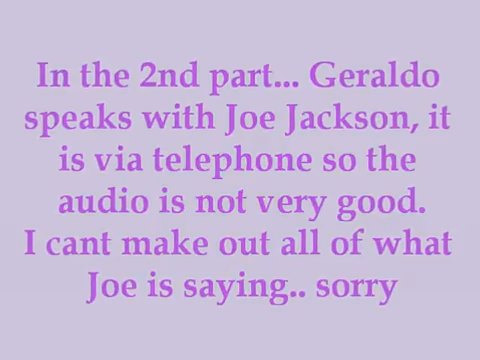 In the 2nd part... Geraldo
speaks with Joe Jackson, it
is via telephone so the
audio is not very good.
I cant make out all of what
Joe is saying.. sorry